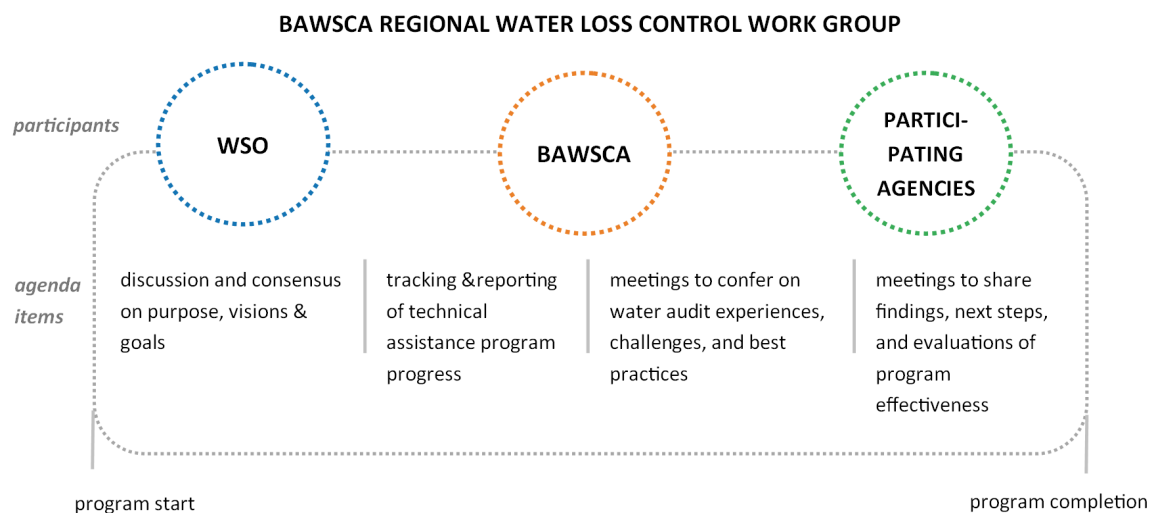 BAWSCA REGIONAL WATER LOSS CONTROL WORK GROUP
participants
WSO
BAWSCA
PARTICI-
PATING
AGENCIES
agenda
items
discussion and consensus
on purpose, visions &
goals
tracking &reporting
of technical
assistance program
progress
meetings to confer on
water audit experiences,
challenges, and best
practices
meetings to share
findings, next steps,
and evaluations of
program
effectiveness
program start
program completion